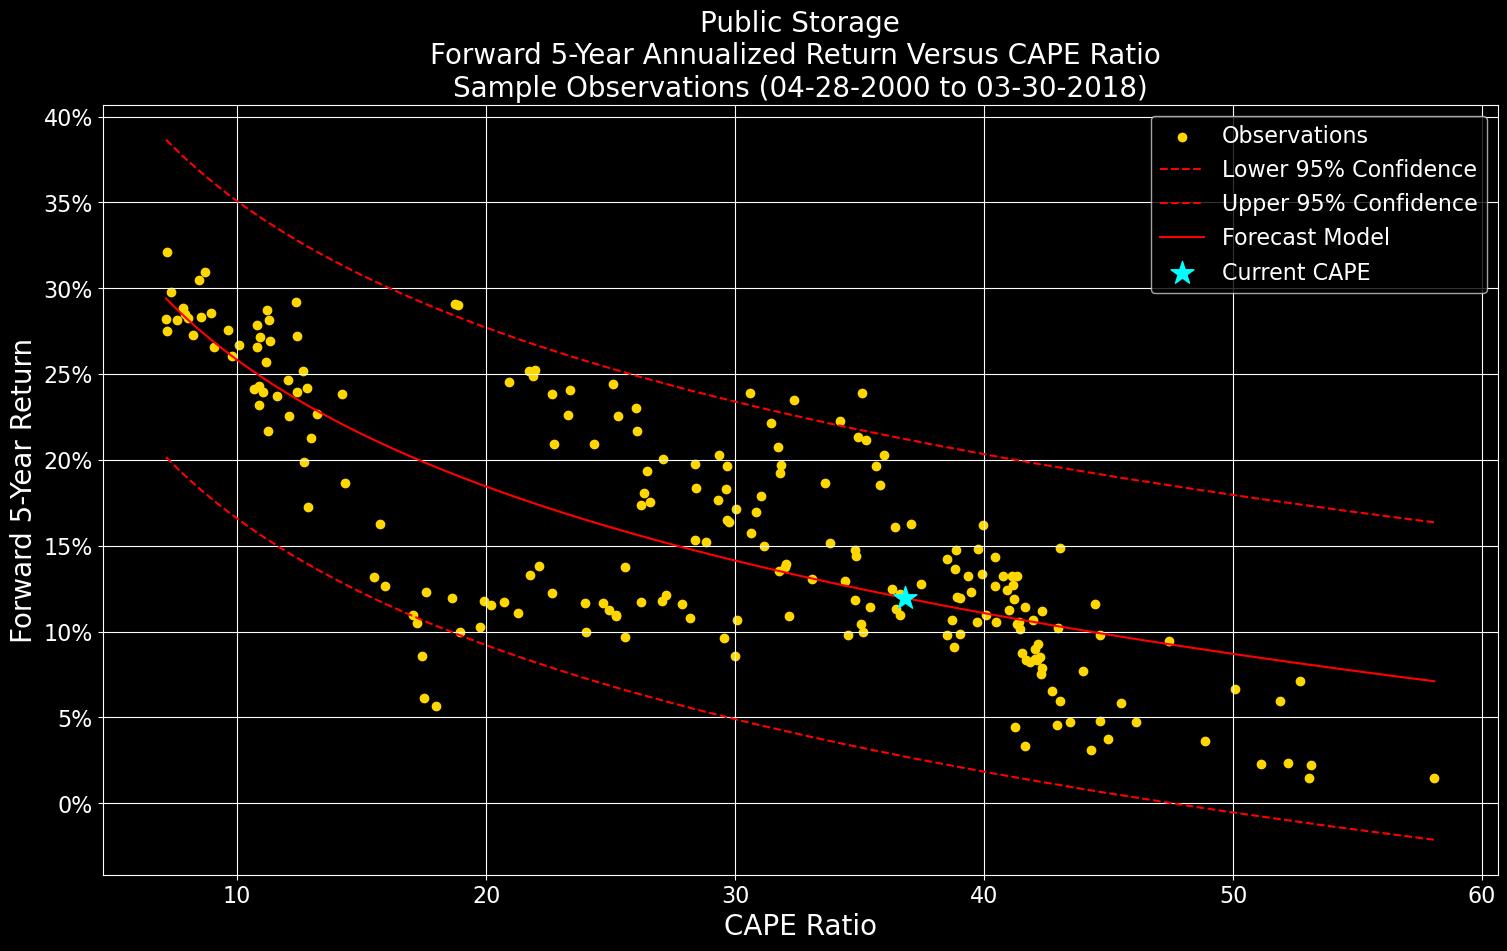 Public Storage
Forward 5-Year Annualized Return Versus CAPE Ratio
Sample Observations (04-28-2000 to 03-30-2018)
40%
35%
30%
25%
20%
15%
10%
5%
0%
Forward 5-Year Return
Observations
Lower 95% Confidence
Upper 95% Confidence
Forecast Model
Current CAPE
10 20 30 40 50 60
CAPE Ratio